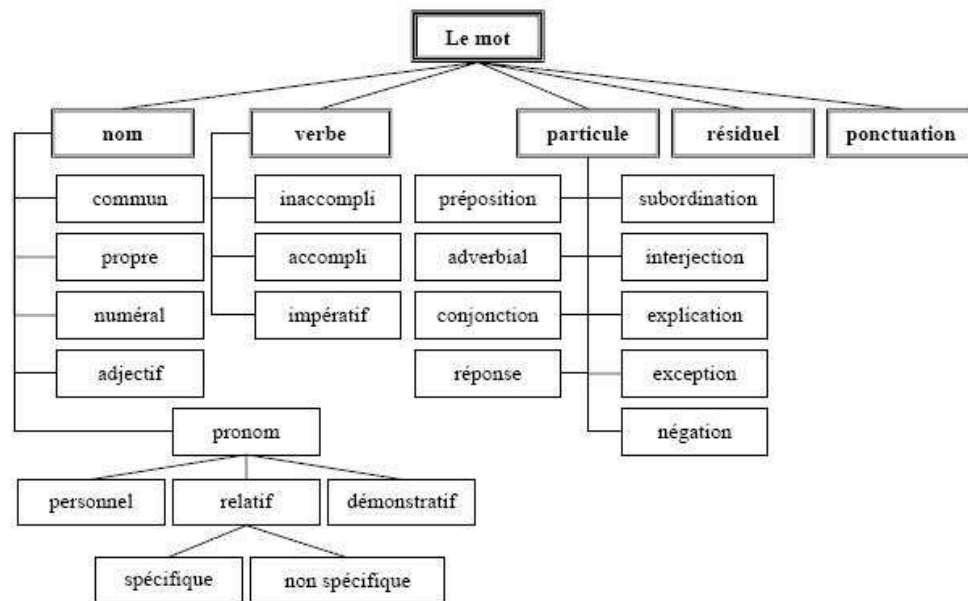 Le mot
nom verbe particule résiduel ponctuation
commun inaccompli préposition subordination
propre accompli adverbial interjection
numéral impératif conjonction explication
adjectif réponse exception
pronom négation
personnel relatif démonstratif
spécifique non spécifique